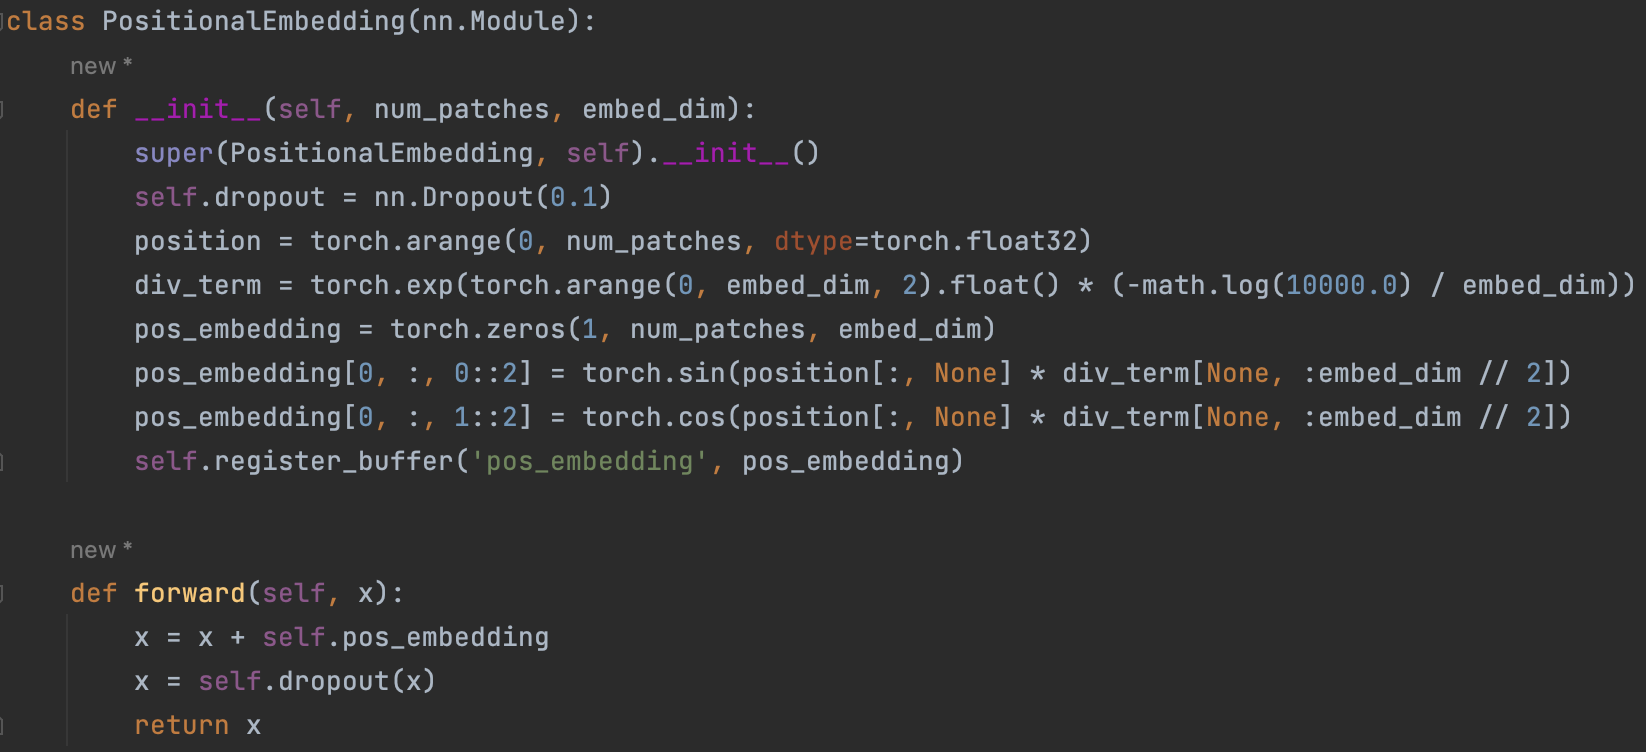 class PositionalEmbedding(nn.Module):
new *
def __init__(self, num_patches, embed_dim):
super(PositionalEmbedding, self).__init__()
self.dropout = nn.Dropout(0.1)
position = torch.arange(0, num_patches, dtype=torch.float32)
div_term = torch.exp(torch.arange(0, embed_dim, 2).float() * (-math.log(10000.0) / embed_dim))
pos_embedding = torch.zeros(1, num_patches, embed_dim)
pos_embedding[0, :, 0::2] = torch.sin(position[:, None] * div_term[None, :embed_dim // 2])
pos_embedding[0, :, 1::2] = torch.cos(position[:, None] * div_term[None, :embed_dim // 2])
self.register_buffer('pos_embedding', pos_embedding)
new *
def forward(self, x):
x = x + self.pos_embedding
x = self.dropout(x)
return x